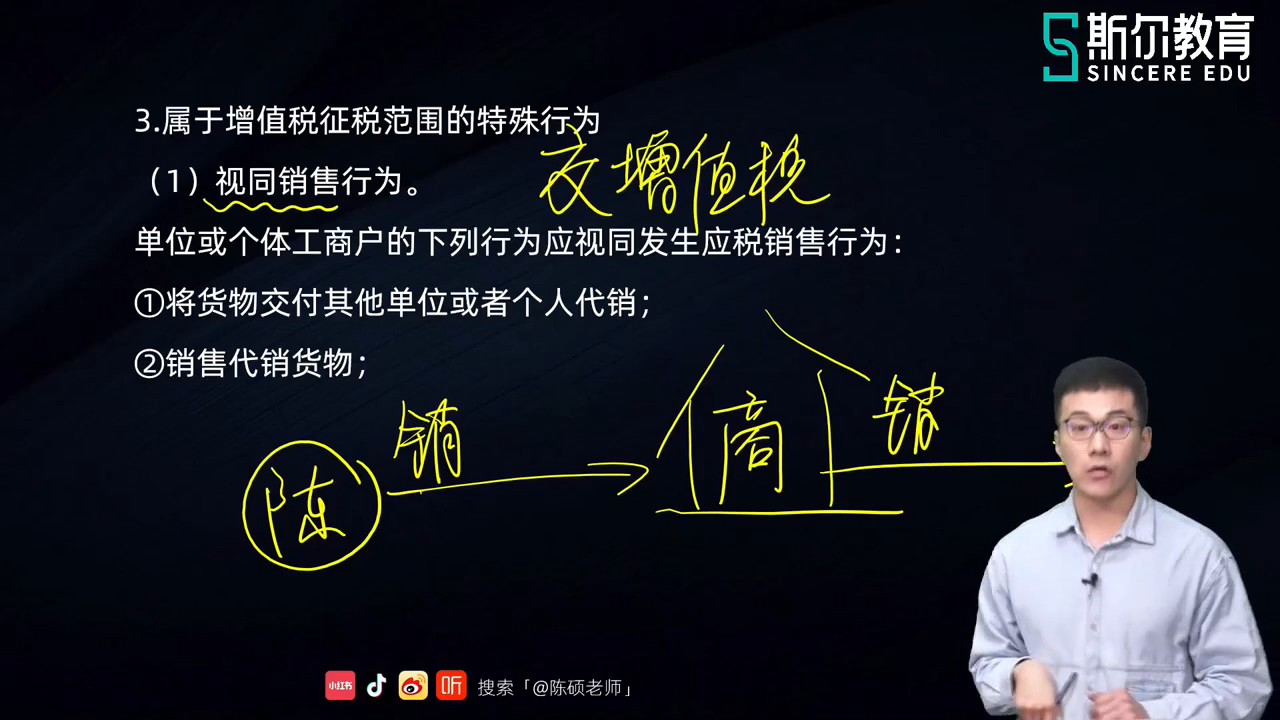 斯尔教育
SINCERE EDU
3.属于增值税征税范围的特殊行为
（1）视同销售行为。
交增值税
单位或个体工商户的下列行为应视同发生应税销售行为：
①将货物交付其他单位或者个人代销；
②销售代销货物；
陈 销 商 销
小红书 听 搜索「@陈硕老师」